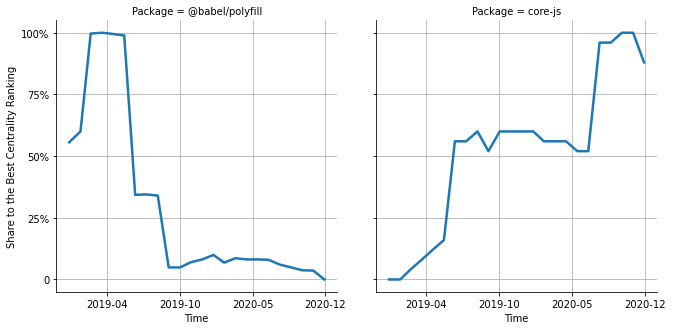 Package = @babel/polyfill
Package = core-js
Share to the Best Centrality Ranking
100%
75%
50%
25%
0
2019-04
2019-10
2020-05
2020-12
Time
2019-04
2019-10
2020-05
2020-12
Time